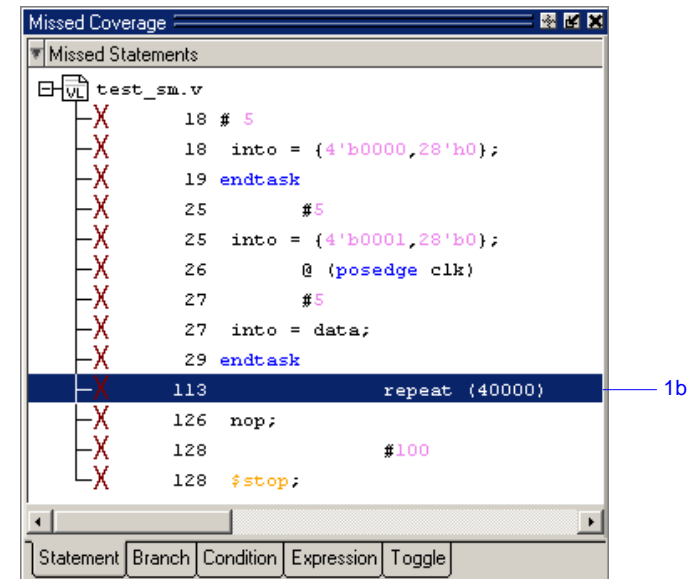 Missed Coverage
Missed Statements
VL test_sm.v
X 18 # 5
X 18 into = {4'b0000,28'h0};
X 19 endtask
X 25 #5
X 25 into = {4'b0001,28'b0};
X 26 @ (posedge clk)
X 27 #5
X 27 into = data;
X 29 endtask
X 113 repeat (40000) 1b
X 126 nop;
X 128 #100
X 128 $stop;
Statement Branch Condition Expression Toggle